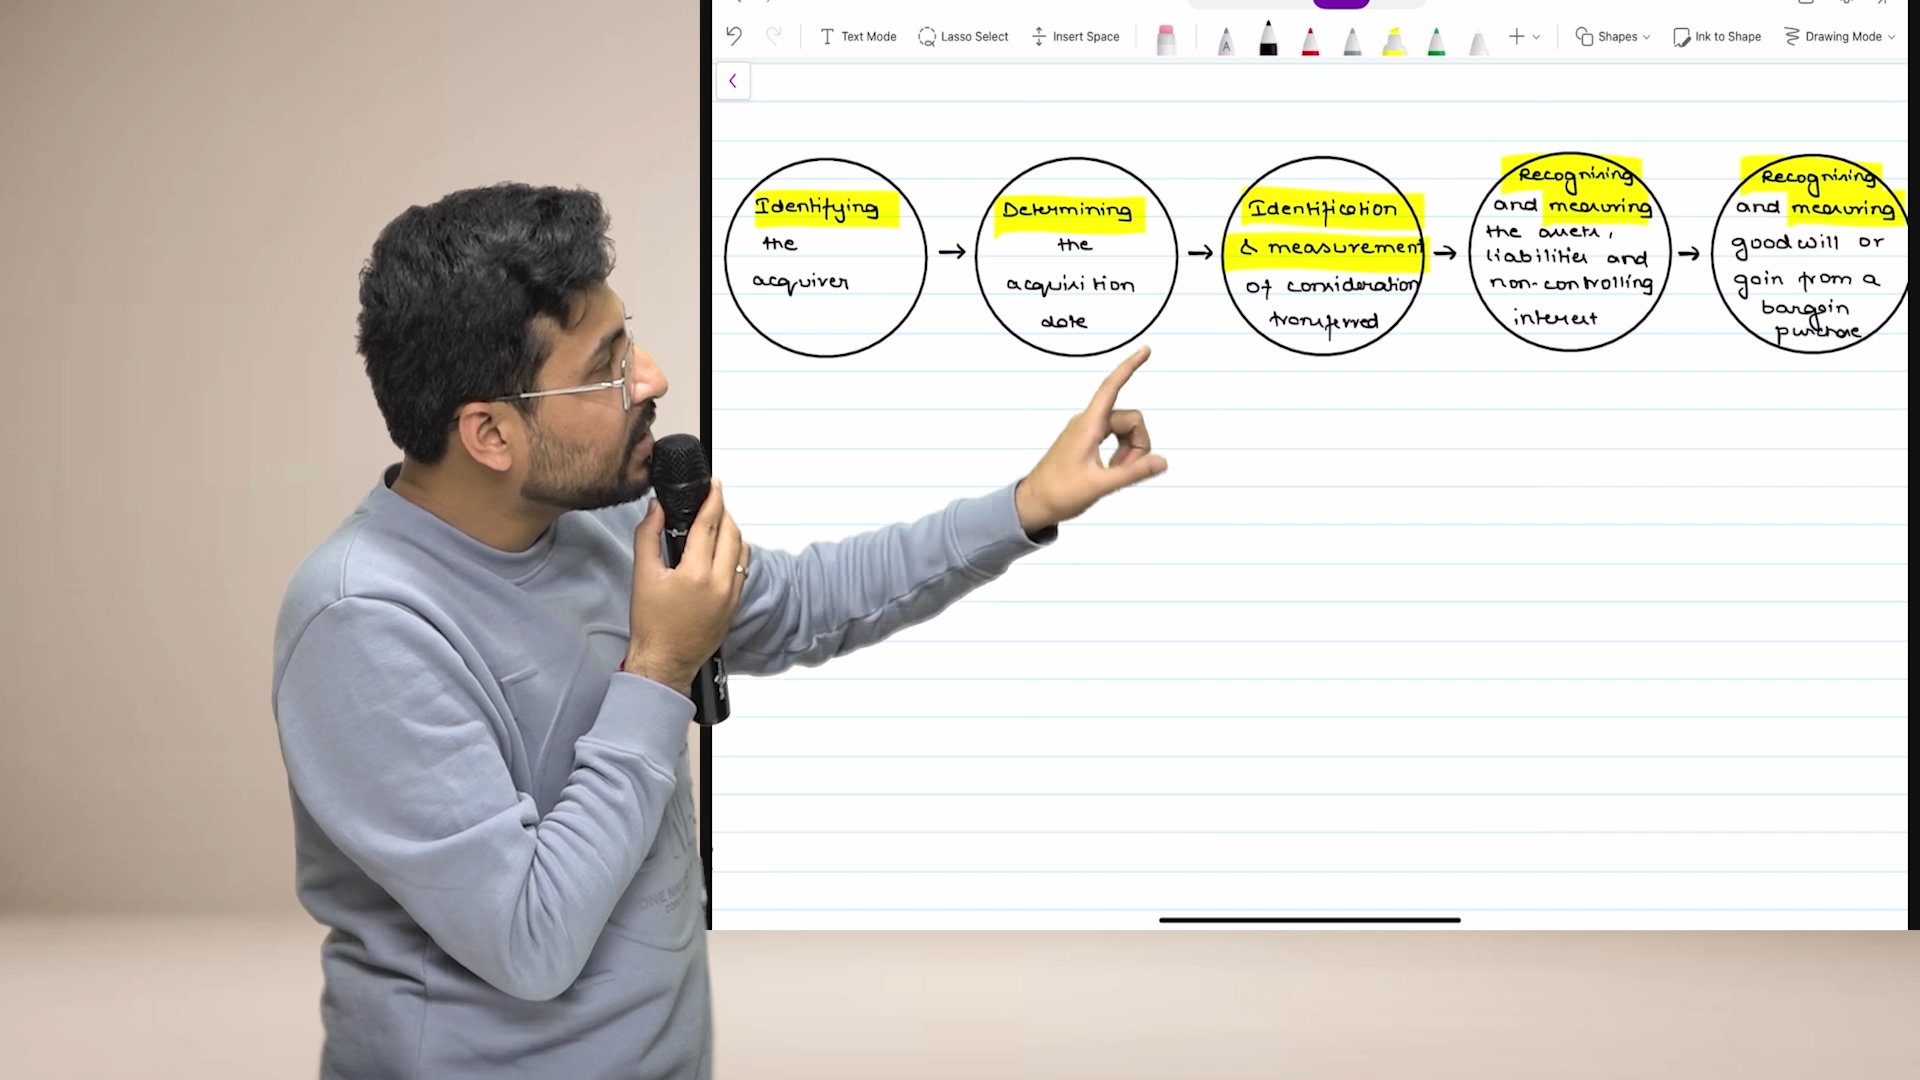 Text Mode Lasso Select Insert Space Shapes Ink to Shape Drawing Mode
A
Identifying
the
acquirer
Determining
the
acquisition
date
Identification
& measurement
of consideration
transferred
Recognising
and measuring
the assets,
liabilities and
non-controlling
interest
Recognising
and measuring
goodwill or
gain from a
bargain
purchase
ONE